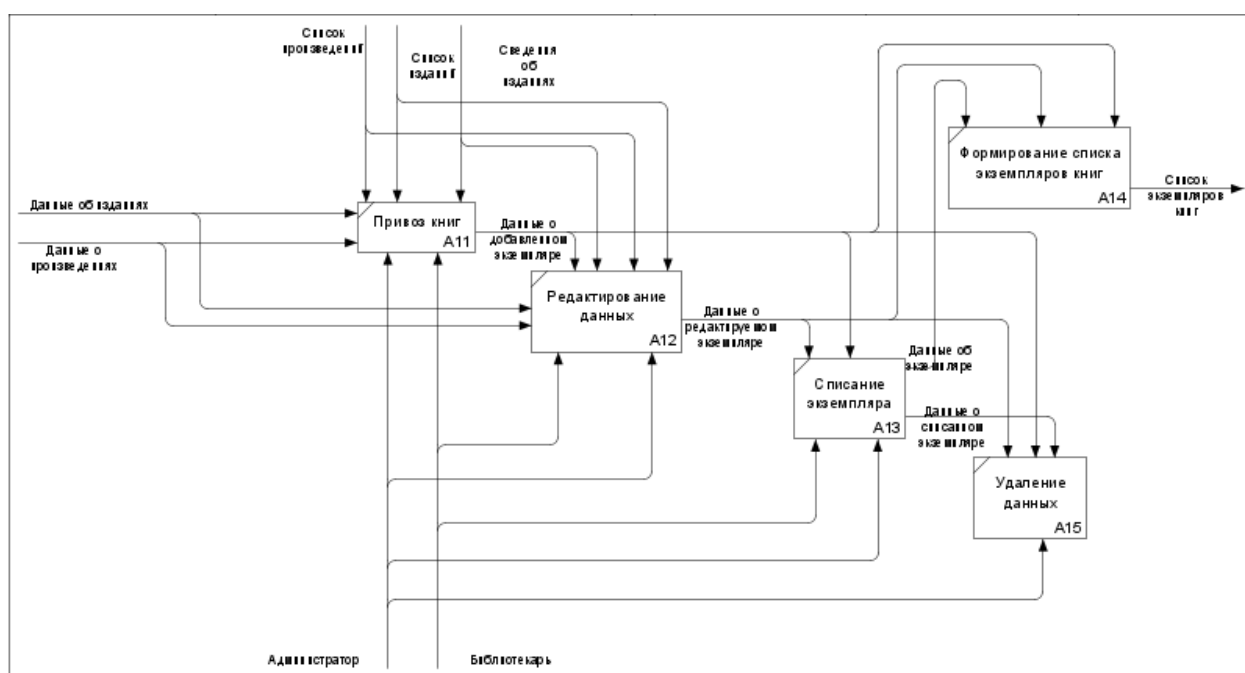 Список
произведений
Список
изданий
Сведения
об
изданиях
Формирование списка
экземпляров книг
A14
Список
экземпляров
книг
Данные об изданиях
Привоз книг
A11
Данные о
добавленном
экземпляре
Данные о
произведениях
Редактирование
данных
A12
Данные о
редактируемом
экземпляре
Данные об
экземпляре
Списание
экземпляра
A13
Данные о
списанном
экземпляре
Удаление
данных
A15
Администратор
Библиотекарь